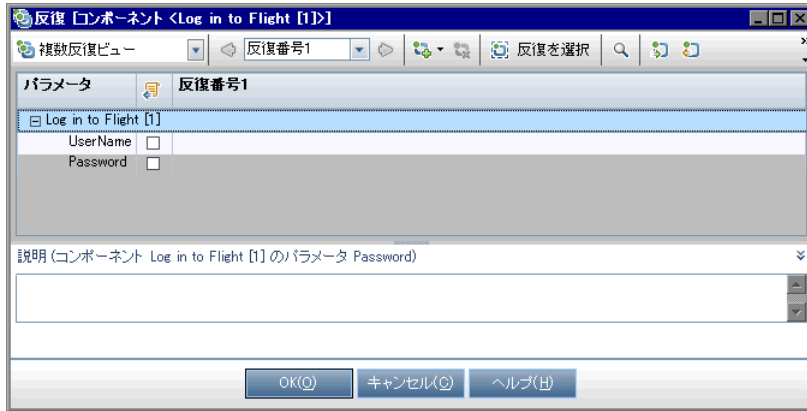 反復 [コンポーネント <Log in to Flight [1]>]
複数反復ビュー 反復番号1 反復を選択
パラメータ 反復番号1
Log in to Flight [1]
UserName
Password
説明 (コンポーネント Log in to Flight [1] のパラメータ Password)
OK(O) キャンセル(C) ヘルプ(H)